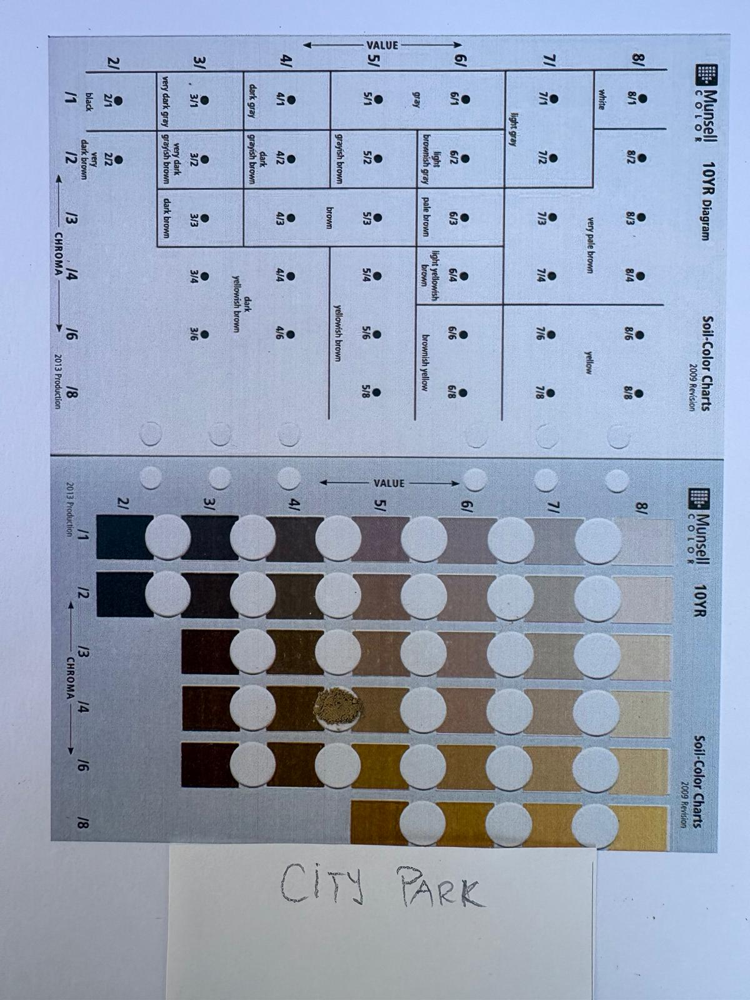 Munsell
COLOR
10YR Diagram
Soil-Color Charts
2009 Revision
VALUE
8/
7/
6/
5/
4/
3/
2/
8/1
8/2
8/3
8/4
8/6
8/8
white
very pale brown
yellow
7/1
7/2
7/3
7/4
7/6
7/8
light gray
6/1
6/2
6/3
6/4
6/6
6/8
gray
light
brownish gray
pale brown
light yellowish
brown
brownish yellow
5/1
5/2
5/3
5/4
5/6
5/8
grayish brown
brown
yellowish brown
4/1
4/2
4/3
4/4
4/6
dark gray
dark
grayish brown
dark
yellowish brown
3/1
3/2
3/3
3/4
3/6
very dark gray
very dark
grayish brown
dark brown
2/1
2/2
black
very
dark brown
/1
/2
/3
/4
/6
/8
CHROMA
2013 Production
Munsell
COLOR
10YR
Soil-Color Charts
2009 Revision
VALUE
8/
7/
6/
5/
4/
3/
2/
/1
/2
/3
/4
/6
/8
CHROMA
2013 Production
CITY PARK